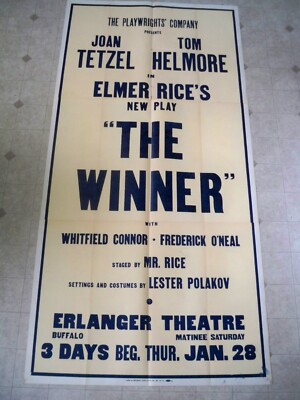 THE PLAYWRIGHTS' COMPANY
PRESENTS
JOAN TOM
TETZEL HELMORE
IN
ELMER RICE'S
NEW PLAY
"THE
WINNER"
WITH
WHITFIELD CONNOR · FREDERICK O'NEAL
STAGED BY MR. RICE
SETTINGS AND COSTUMES BY LESTER POLAKOV
ERLANGER THEATRE
BUFFALO MATINEE SATURDAY
3 DAYS BEG. THUR. JAN. 28